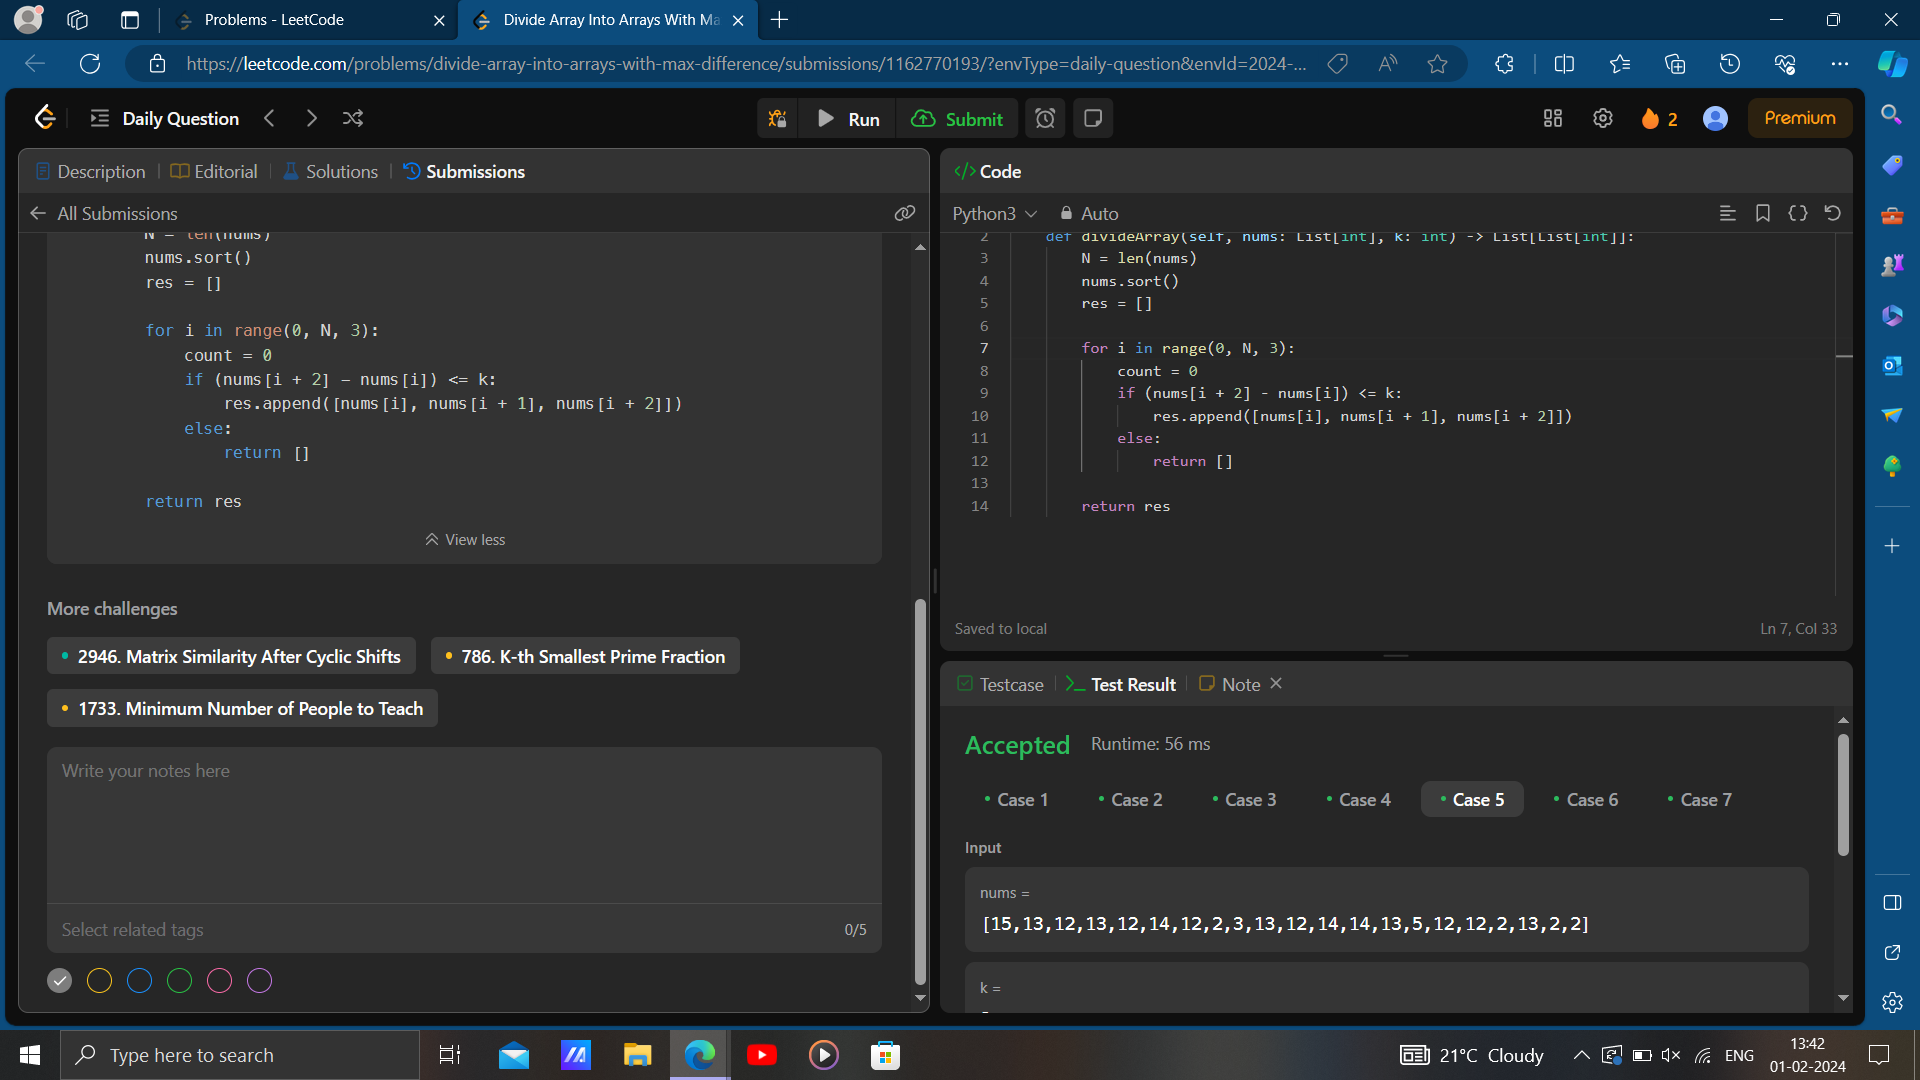 Problems - LeetCode
Divide Array Into Arrays With Ma
https://leetcode.com/problems/divide-array-into-arrays-with-max-difference/submissions/1162770193/?envType=daily-question&envId=2024-...
Daily Question
Run
Submit
2
Premium
Description
Editorial
Solutions
Submissions
All Submissions
N = len(nums)
nums.sort()
res = []
for i in range(0, N, 3):
count = 0
if (nums[i + 2] - nums[i]) <= k:
res.append([nums[i], nums[i + 1], nums[i + 2]])
else:
return []
return res
View less
More challenges
2946. Matrix Similarity After Cyclic Shifts
786. K-th Smallest Prime Fraction
1733. Minimum Number of People to Teach
Write your notes here
Select related tags
0/5
Code
Python3
Auto
2 def divideArray(self, nums: List[int], k: int) -> List[List[int]]:
3 N = len(nums)
4 nums.sort()
5 res = []
6
7 for i in range(0, N, 3):
8 count = 0
9 if (nums[i + 2] - nums[i]) <= k:
10 res.append([nums[i], nums[i + 1], nums[i + 2]])
11 else:
12 return []
13
14 return res
Saved to local
Ln 7, Col 33
Testcase
Test Result
Note
Accepted
Runtime: 56 ms
Case 1
Case 2
Case 3
Case 4
Case 5
Case 6
Case 7
Input
nums =
[15,13,12,13,12,14,12,2,3,13,12,14,14,13,5,12,12,2,13,2,2]
k =
Type here to search
21°C Cloudy
ENG
13:42
01-02-2024